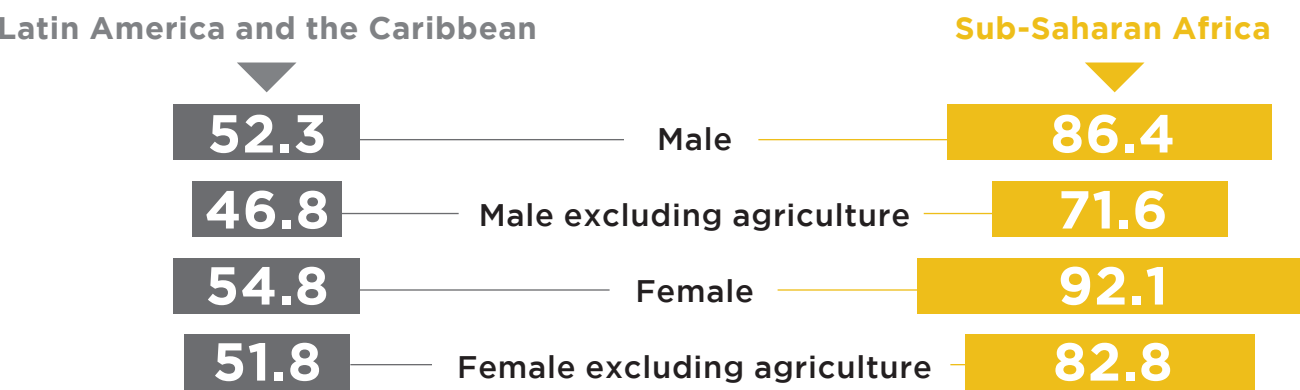 Latin America and the Caribbean Sub-Saharan Africa
52.3 Male 86.4
46.8 Male excluding agriculture 71.6
54.8 Female 92.1
51.8 Female excluding agriculture 82.8